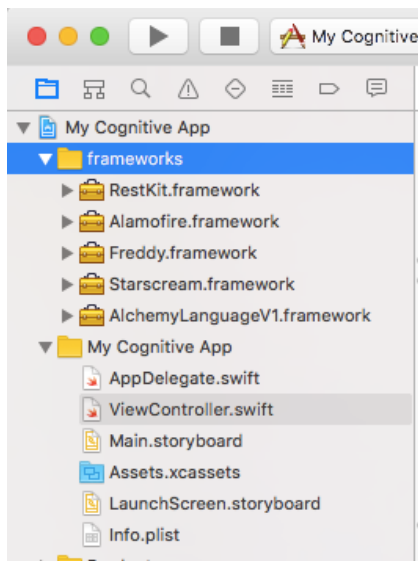 My Cognitive
My Cognitive App
frameworks
RestKit.framework
Alamofire.framework
Freddy.framework
Starscream.framework
AlchemyLanguageV1.framework
My Cognitive App
AppDelegate.swift
ViewController.swift
Main.storyboard
Assets.xcassets
LaunchScreen.storyboard
Info.plist